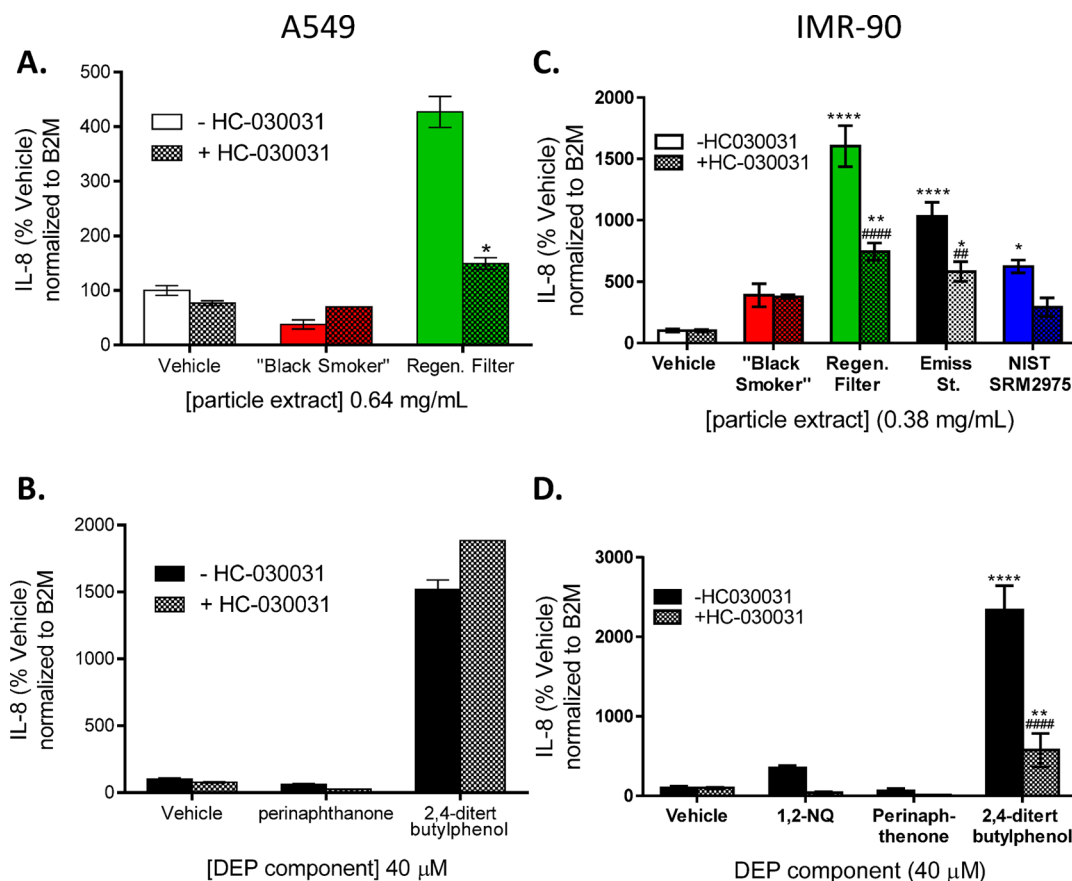 A549
IMR-90
A.
IL-8 (% Vehicle)
normalized to B2M
500
400
300
200
100
0
- HC-030031
+ HC-030031
*
Vehicle
"Black Smoker"
Regen. Filter
[particle extract] 0.64 mg/mL
C.
IL-8 (% Vehicle)
normalized to B2M
2000
1500
1000
500
0
-HC030031
+HC-030031
****
**
####
****
*
##
*
Vehicle
"Black
Smoker"
Regen.
Filter
Emiss
St.
NIST
SRM2975
[particle extract] (0.38 mg/mL)
B.
IL-8 (% Vehicle)
normalized to B2M
2000
1500
1000
500
0
- HC-030031
+ HC-030031
Vehicle
perinaphthanone
2,4-ditert
butylphenol
[DEP component] 40 µM
D.
IL-8 (% Vehicle)
normalized to B2M
3000
2000
1000
0
-HC030031
+HC-030031
****
**
####
Vehicle
1,2-NQ
Perinaph-
thenone
2,4-ditert
butylphenol
DEP component (40 µM)